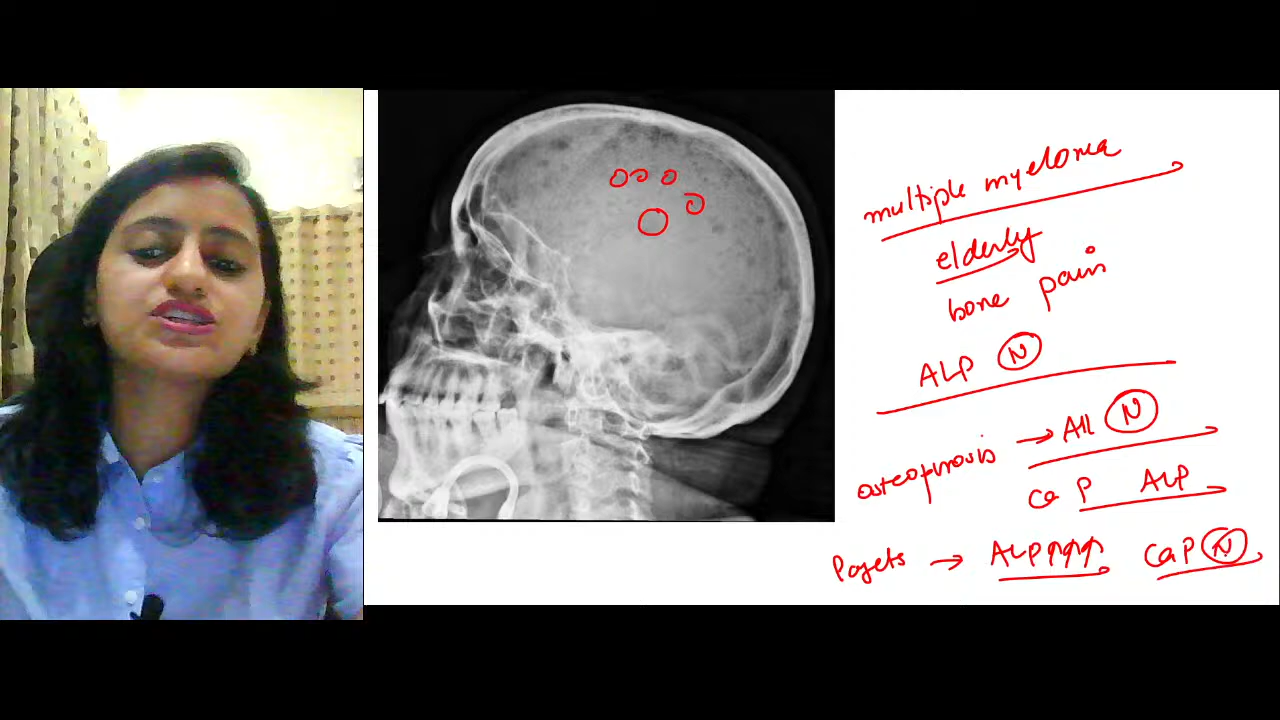 multiple myeloma
elderly
bone pain
ALP N
osteoporosis → All N
Ca P ALP
Pagets → ALP↑↑↑ CaP N